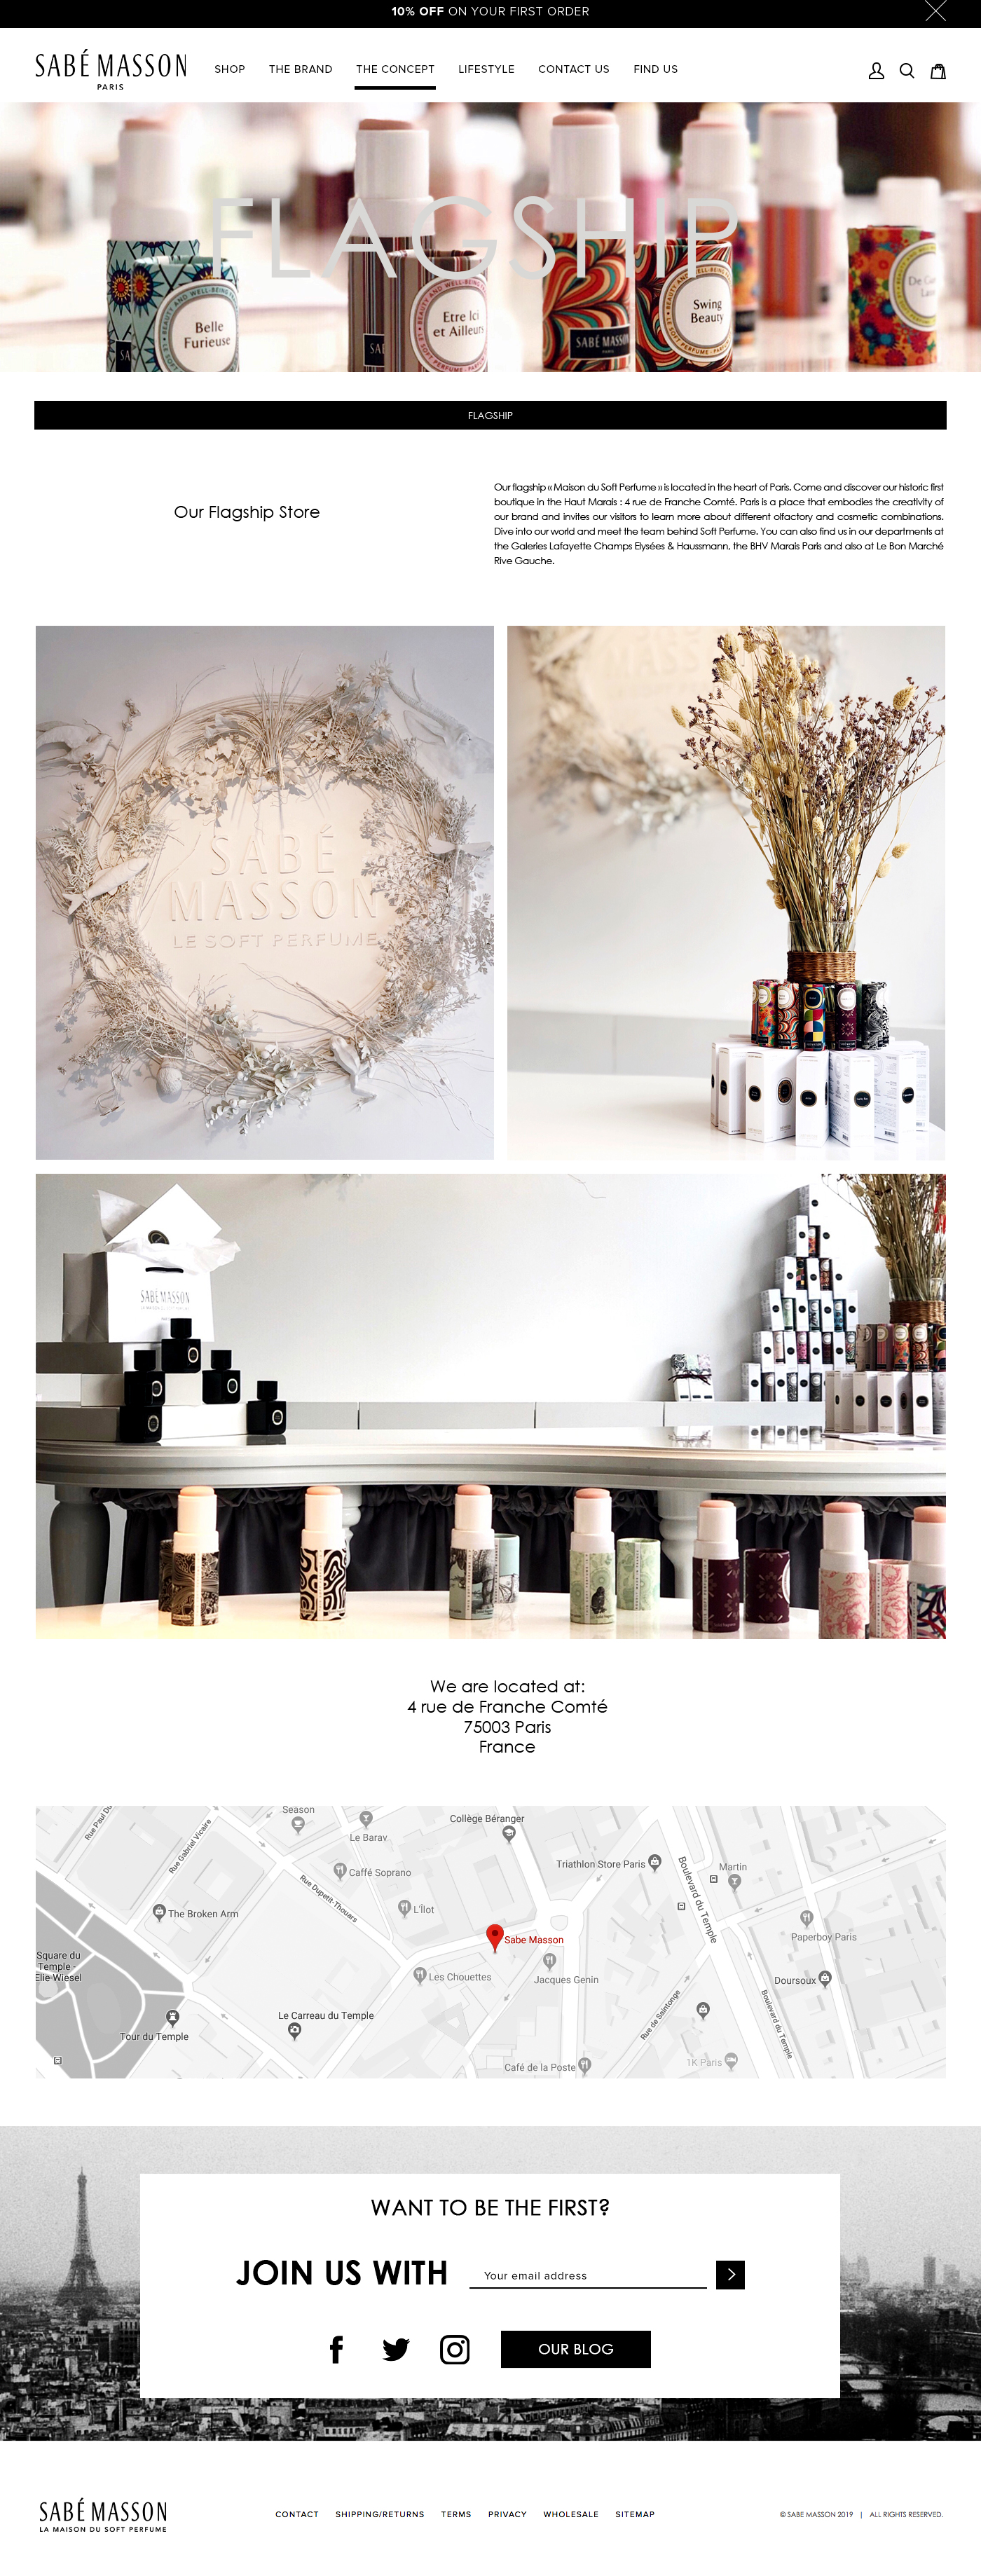 10% OFF ON YOUR FIRST ORDER
SABÉ MASSON
PARIS
SHOP THE BRAND THE CONCEPT LIFESTYLE CONTACT US FIND US
FLAGSHIP
Belle
Furieuse
Etre Ici
et Ailleurs
SABÉ MASSON
PARIS
Swing
Beauty
FLAGSHIP
Our Flagship Store
Our flagship « Maison du Soft Perfume » is located in the heart of Paris. Come and discover our historic first
boutique in the Haut Marais : 4 rue de Franche Comté. Paris is a place that embodies the creativity of
our brand and invites our visitors to learn more about different olfactory and cosmetic combinations.
Dive into our world and meet the team behind Soft Perfume. You can also find us in our departments at
the Galeries Lafayette Champs Elysées & Haussmann, the BHV Marais Paris and also at Le Bon Marché
Rive Gauche.
SABÉ
MASSON
LE SOFT PERFUME
SABÉ MASSON
We are located at:
4 rue de Franche Comté
75003 Paris
France
Rue Paul Du
Rue Gabriel Vicaire
Season
Le Barav
Collège Béranger
Caffé Soprano
Triathlon Store Paris
Martin
Rue Dupetit-Thouars
Boulevard du Temple
The Broken Arm
L'Îlot
Paperboy Paris
Sabe Masson
Square du
Temple -
Elie-Wiesel
Les Chouettes
Jacques Genin
Doursoux
Le Carreau du Temple
Rue de Saintonge
Boulevard du Temple
Tour du Temple
Café de la Poste
1K Paris
WANT TO BE THE FIRST?
JOIN US WITH
Your email address
OUR BLOG
SABÉ MASSON
LA MAISON DU SOFT PERFUME
CONTACT SHIPPING/RETURNS TERMS PRIVACY WHOLESALE SITEMAP
© SABE MASSON 2019 | ALL RIGHTS RESERVED.